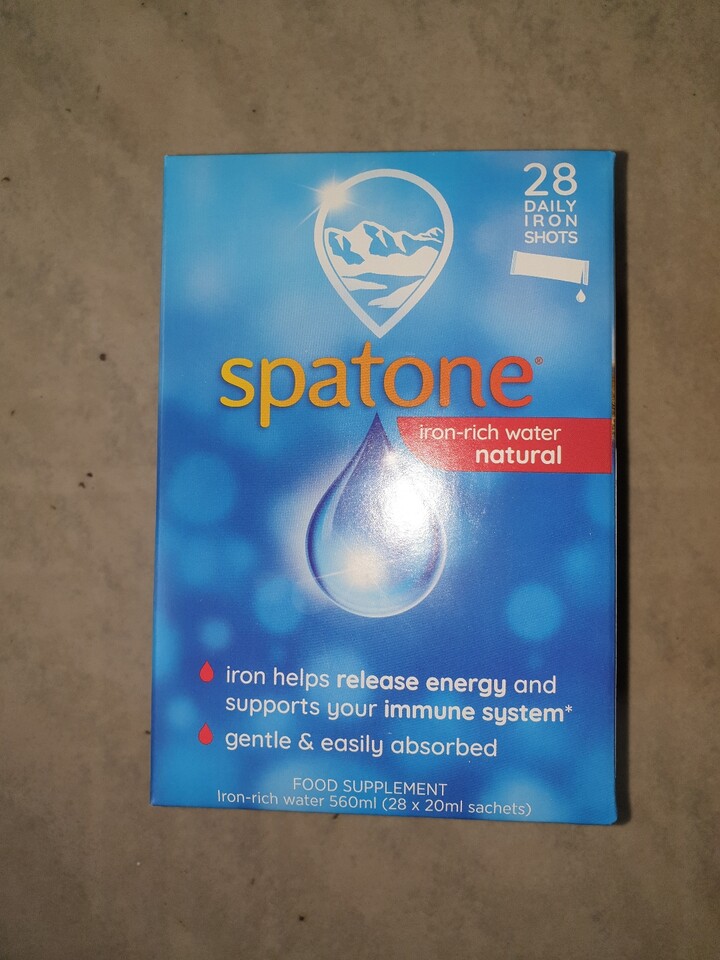 28
DAILY
IRON
SHOTS
spatone®
iron-rich water
natural
iron helps release energy and
supports your immune system*
gentle & easily absorbed
FOOD SUPPLEMENT
Iron-rich water 560ml (28 x 20ml sachets)